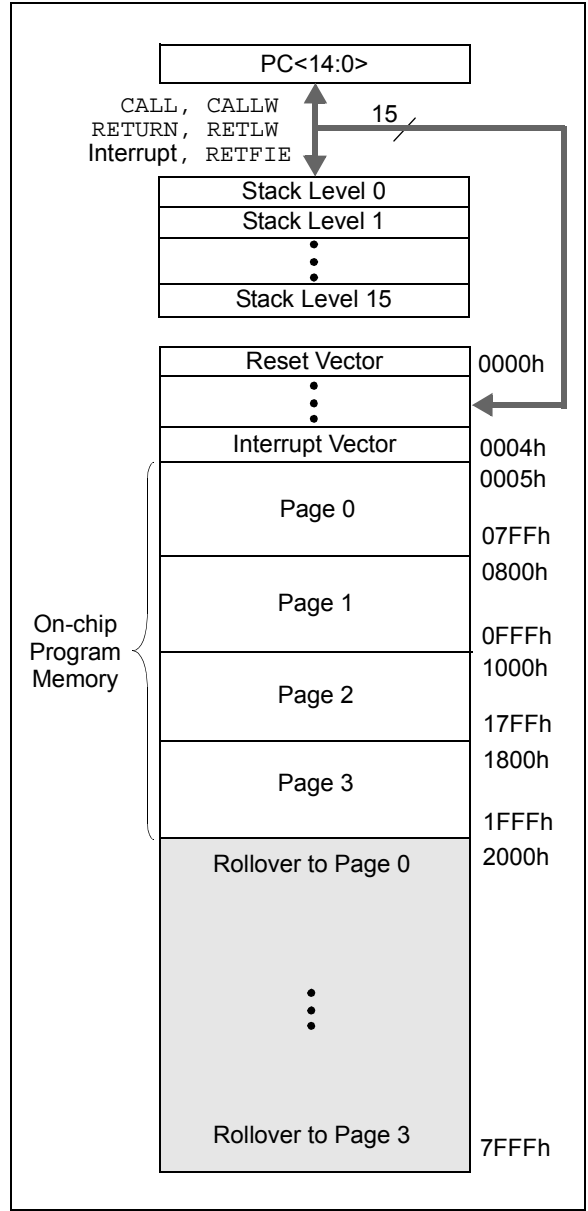 PC<14:0>
CALL, CALLW
RETURN, RETLW
Interrupt, RETFIE
15
Stack Level 0
Stack Level 1
Stack Level 15
Reset Vector
0000h
Interrupt Vector
0004h
0005h
Page 0
07FFh
0800h
Page 1
0FFFh
On-chip
Program
Memory
1000h
Page 2
17FFh
1800h
Page 3
1FFFh
Rollover to Page 0
2000h
Rollover to Page 3
7FFFh